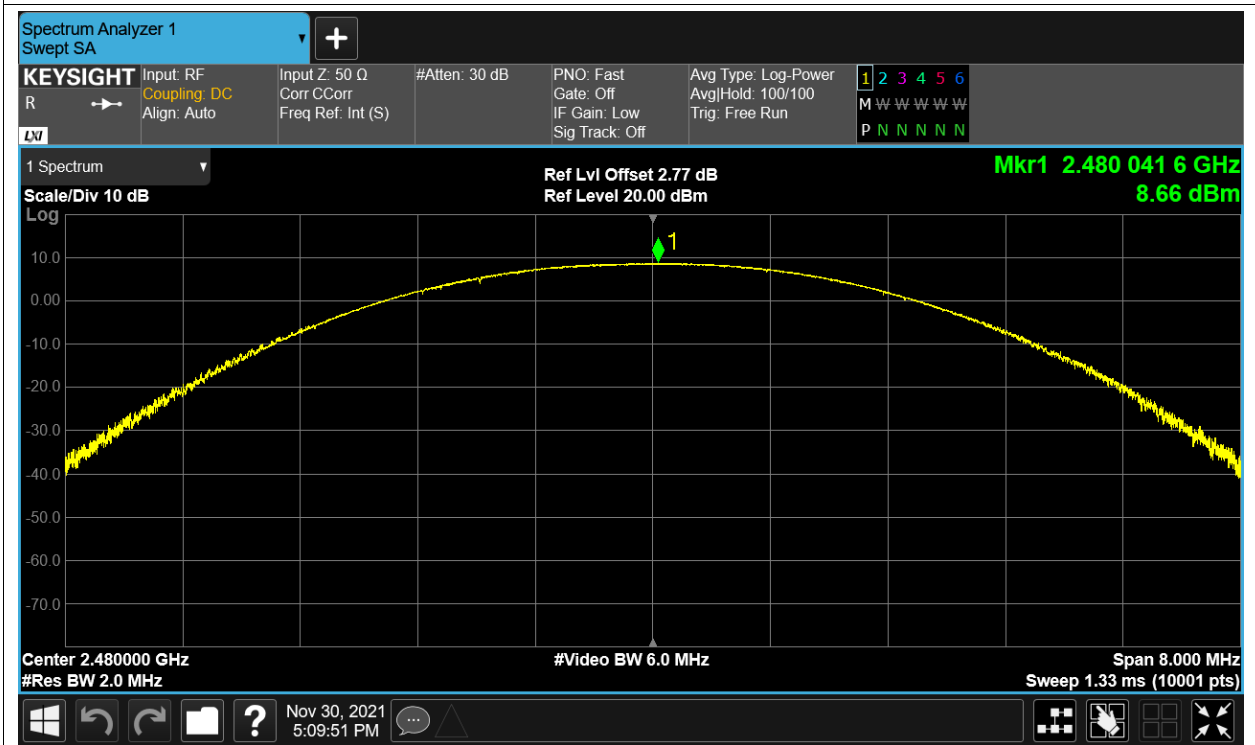 Spectrum Analyzer 1
Swept SA
KEYSIGHT
R
LXI
Input: RF
Coupling: DC
Align: Auto
Input Z: 50 Ω
Corr CCorr
Freq Ref: Int (S)
#Atten: 30 dB
PNO: Fast
Gate: Off
IF Gain: Low
Sig Track: Off
Avg Type: Log-Power
Avg|Hold: 100/100
Trig: Free Run
1 2 3 4 5 6
M W W W W W
P N N N N N
1 Spectrum
Scale/Div 10 dB
Log
Ref Lvl Offset 2.77 dB
Ref Level 20.00 dBm
Mkr1 2.480 041 6 GHz
8.66 dBm
1
10.0
0.00
-10.0
-20.0
-30.0
-40.0
-50.0
-60.0
-70.0
Center 2.480000 GHz
#Video BW 6.0 MHz
Span 8.000 MHz
#Res BW 2.0 MHz
Sweep 1.33 ms (10001 pts)
?
Nov 30, 2021
5:09:51 PM